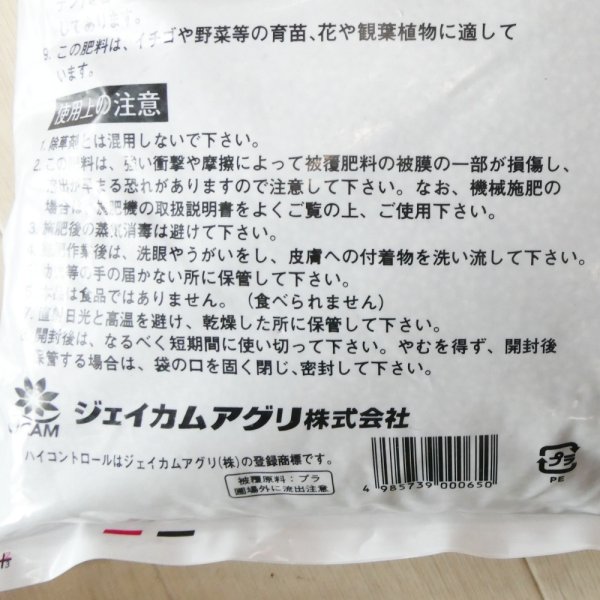 してあります。
9. この肥料は、イチゴや野菜等の育苗、花や観葉植物に適して
います。
使用上の注意
1. 除草剤とは混用しないで下さい。
2. この肥料は、強い衝撃や摩擦によって被覆肥料の被膜の一部が損傷し、
溶出が早まる恐れがありますので注意して下さい。なお、機械施肥の
場合は、施肥機の取扱説明書をよくご覧の上、ご使用下さい。
3. 施肥後の蒸気消毒は避けて下さい。
4. 施肥作業後は、洗眼やうがいをし、皮膚への付着物を洗い流して下さい。
等の手の届かない所に保管して下さい。
は食品ではありません。(食べられません)
7. 直射日光と高温を避け、乾燥した所に保管して下さい。
開封後は、なるべく短期間に使い切って下さい。やむを得ず、開封後
保管する場合は、袋の口を固く閉じ、密封して下さい。
JCAM
ジェイカムアグリ株式会社
ハイコントロールはジェイカムアグリ(株)の登録商標です。
被覆原料：プラ
圃場外に流出注意
4 985739 000650
プラ
PE